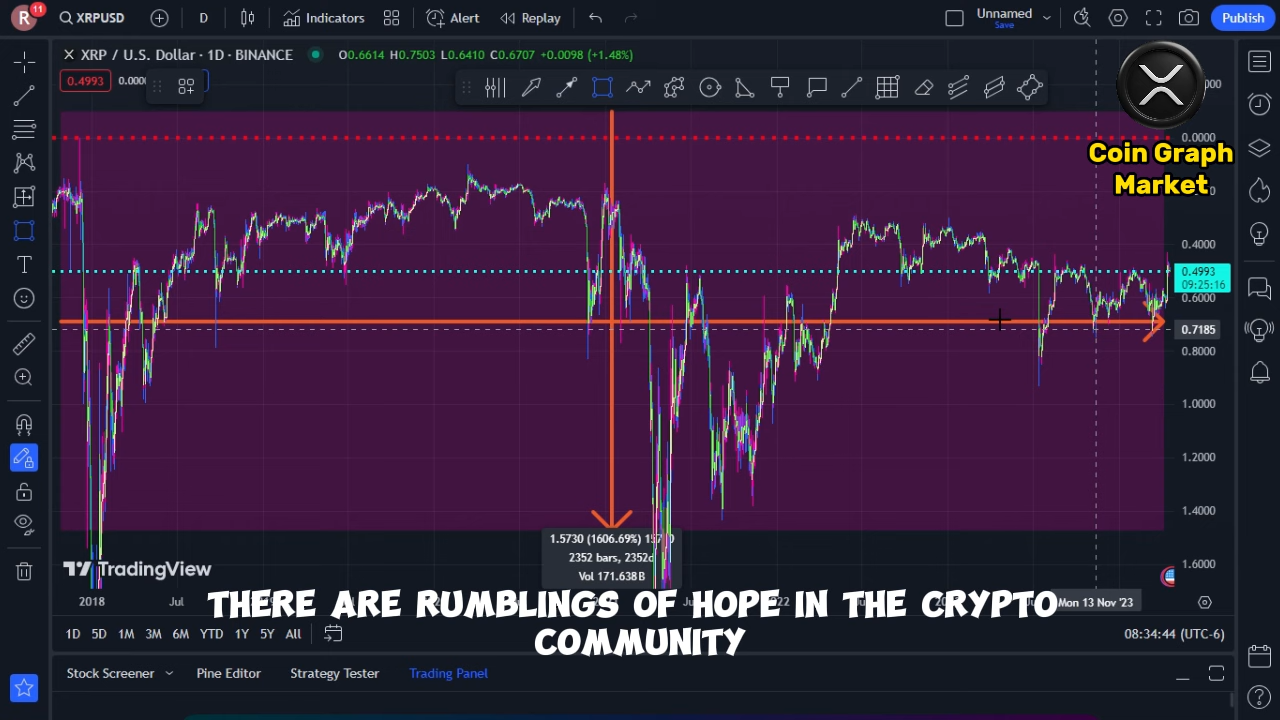 R
11
XRPUSD
D
Indicators
Alert
Replay
Unnamed
Save
Publish
XRP / U.S. Dollar · 1D · BINANCE
O0.6614 H0.7503 L0.6410 C0.6707 +0.0098 (+1.48%)
0.4993
0.000
Coin Graph
Market
0.0000
0.4000
0.4993
09:25:16
0.6000
0.7185
0.8000
1.0000
1.2000
1.4000
1.6000
1.5730 (1606.69%)
2352 bars, 2352d
Vol 171.638B
TradingView
2018
Jul
Mon 13 Nov '23
THERE ARE RUMBLINGS OF HOPE IN THE CRYPTO
COMMUNITY
1D 5D 1M 3M 6M YTD 1Y 5Y All
08:34:44 (UTC-6)
Stock Screener
Pine Editor
Strategy Tester
Trading Panel